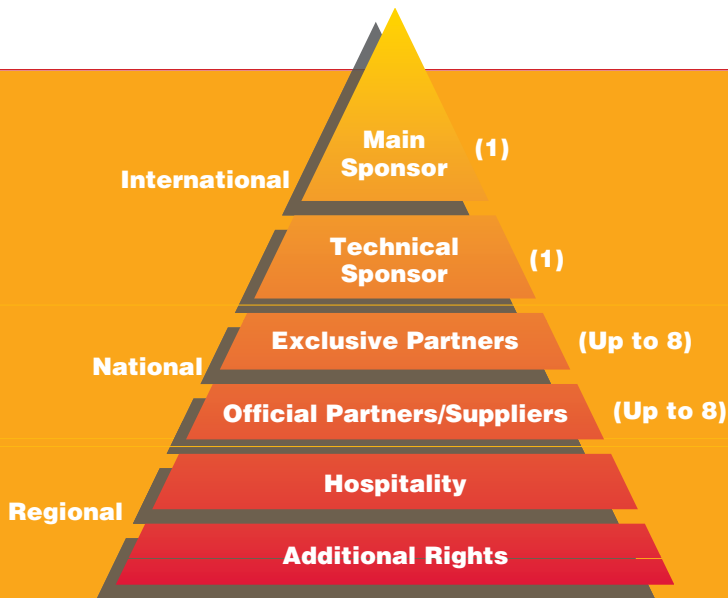 Main
Sponsor
(1)
International
Technical
Sponsor
(1)
Exclusive Partners
(Up to 8)
National
Official Partners/Suppliers
(Up to 8)
Hospitality
Regional
Additional Rights